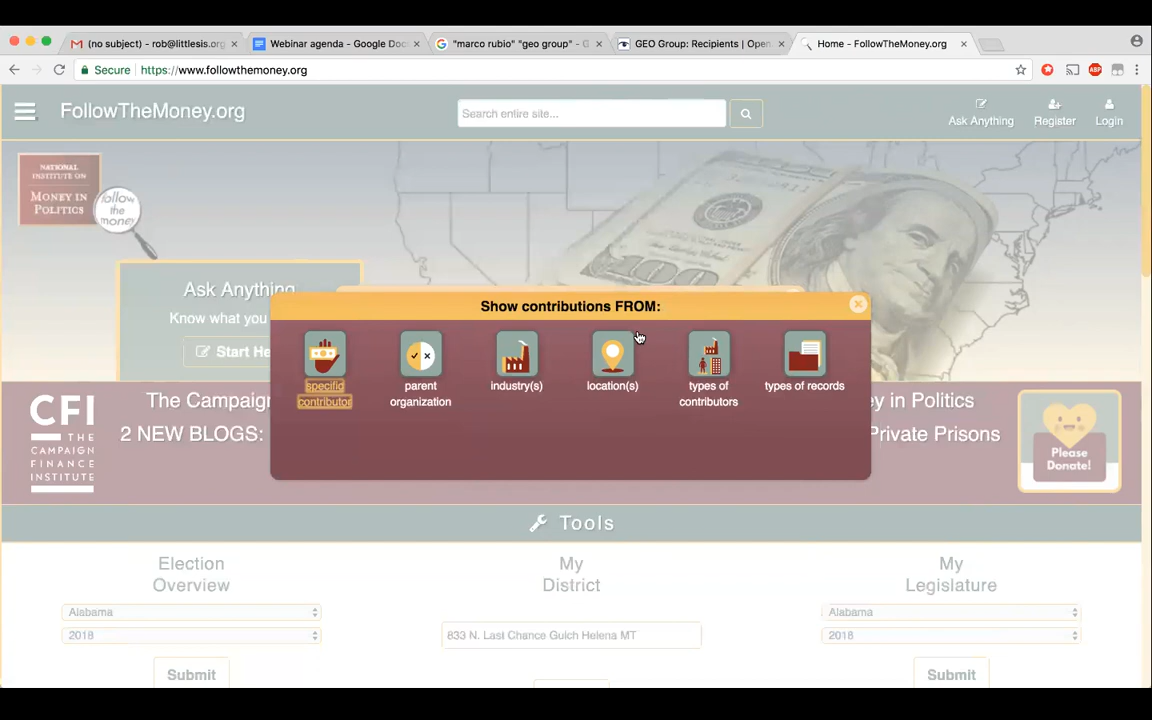 (no subject) - rob@littlesis.org
Webinar agenda - Google Doc
"marco rubio" "geo group" - G
GEO Group: Recipients | Open
Home - FollowTheMoney.org
Secure
https://www.followthemoney.org
ABP
FollowTheMoney.org
Search entire site...
Ask Anything
Register
Login
NATIONAL
INSTITUTE ON
MONEY IN
POLITICS
follow
the
money
100
Ask Anything
Know what you
Start He
Show contributions FROM:
specific
contributor
parent
organization
industry(s)
location(s)
types of
contributors
types of records
CFI
THE
CAMPAIGN
FINANCE
INSTITUTE
The Campaig
ey in Politics
2 NEW BLOGS:
Private Prisons
Please
Donate!
Tools
Election
Overview
My
District
My
Legislature
Alabama
2018
833 N. Last Chance Gulch Helena MT
Alabama
2018
Submit
Submit